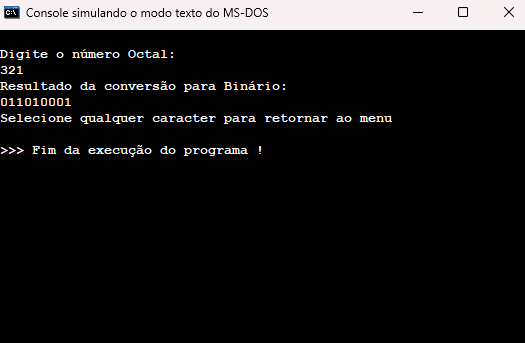 Console simulando o modo texto do MS-DOS
Digite o número Octal:
321
Resultado da conversão para Binário:
011010001
Selecione qualquer caracter para retornar ao menu
>>> Fim da execução do programa !